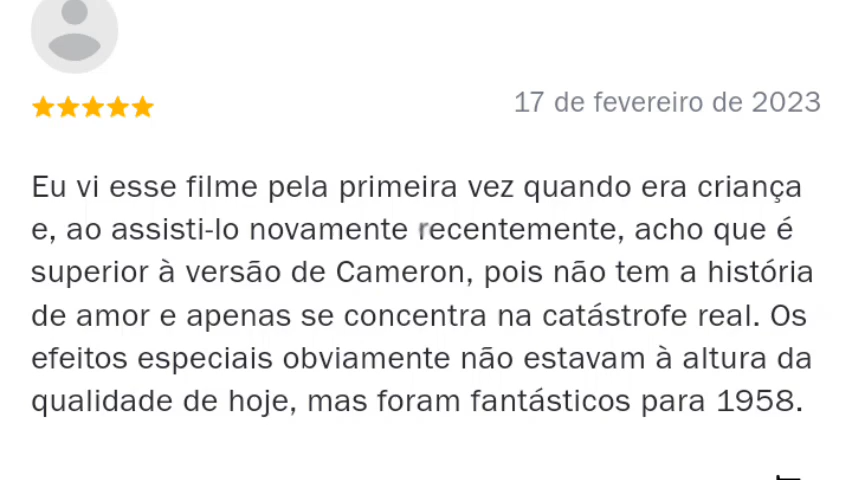 17 de fevereiro de 2023
Eu vi esse filme pela primeira vez quando era criança
e, ao assisti-lo novamente recentemente, acho que é
superior à versão de Cameron, pois não tem a história
de amor e apenas se concentra na catástrofe real. Os
efeitos especiais obviamente não estavam à altura da
qualidade de hoje, mas foram fantásticos para 1958.